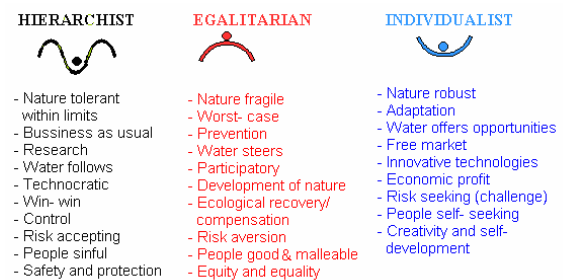 HIERARCHIST
- Nature tolerant
within limits
- Bussiness as usual
- Research
- Water follows
- Technocratic
- Win- win
- Control
- Risk accepting
- People sinful
- Safety and protection
EGALITARIAN
- Nature fragile
- Worst- case
- Prevention
- Water steers
- Participatory
- Development of nature
- Ecological recovery/
compensation
- Risk aversion
- People good & malleable
- Equity and equality
INDIVIDUALIST
- Nature robust
- Adaptation
- Water offers opportunities
- Free market
- Innovative technologies
- Economic profit
- Risk seeking (challenge)
- People self- seeking
- Creativity and self-
development